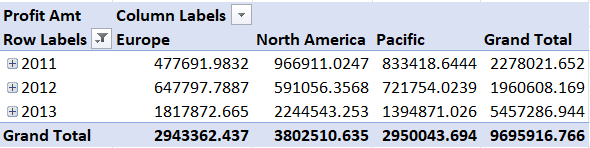 Profit Amt Column Labels
Row Labels Europe North America Pacific Grand Total
2011 477691.9832 966911.0247 833418.6444 2278021.652
2012 647797.7887 591056.3568 721754.0239 1960608.169
2013 1817872.665 2244543.253 1394871.026 5457286.944
Grand Total 2943362.437 3802510.635 2950043.694 9695916.766